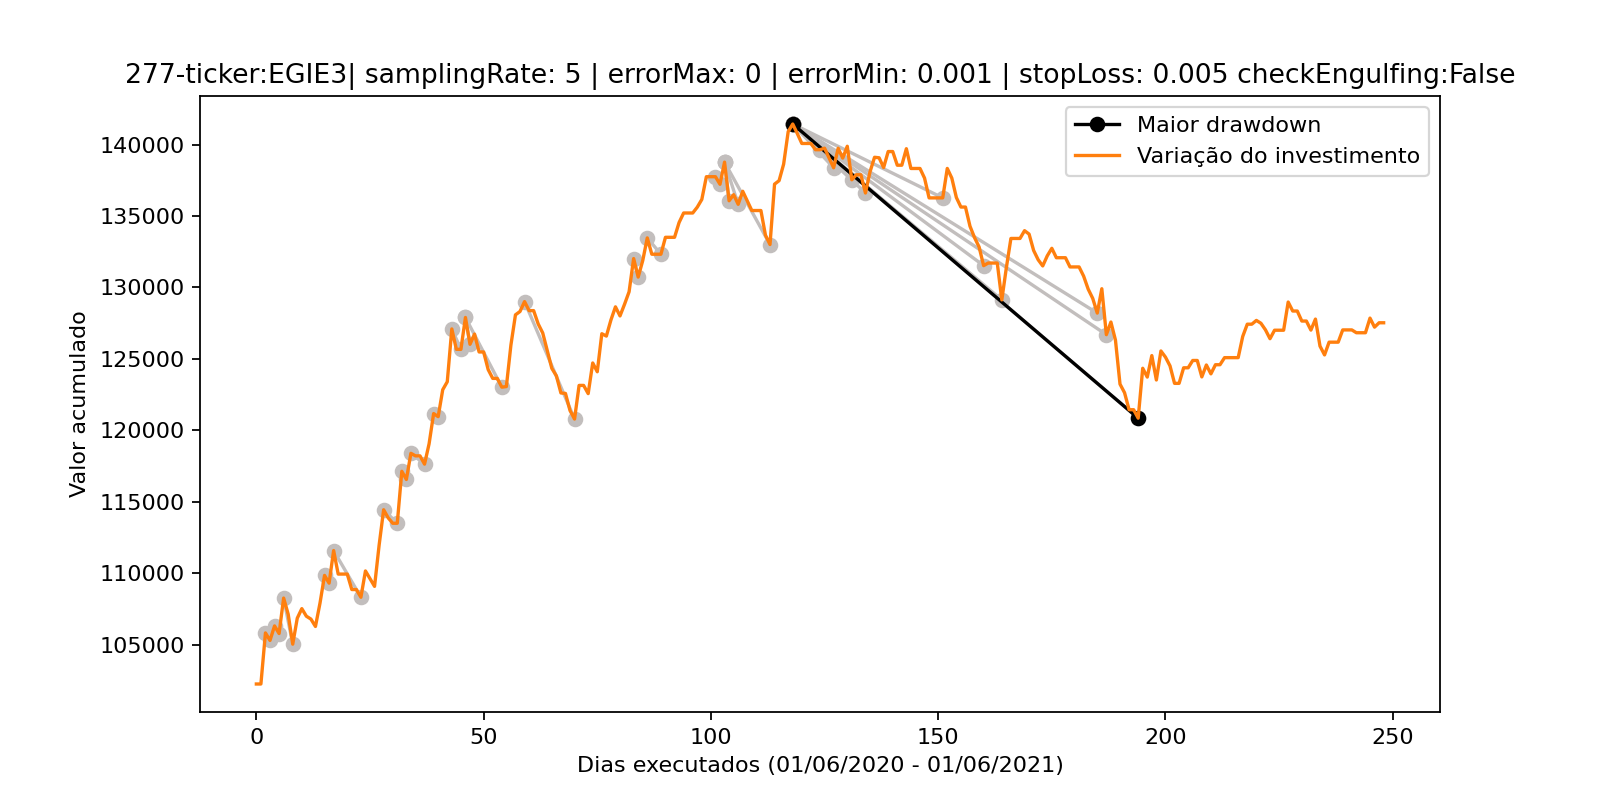 277-ticker:EGIE3| samplingRate: 5 | errorMax: 0 | errorMin: 0.001 | stopLoss: 0.005 checkEngulfing:False
Maior drawdown
Variação do investimento
140000
135000
130000
125000
120000
115000
110000
105000
Valor acumulado
0 50 100 150 200 250
Dias executados (01/06/2020 - 01/06/2021)